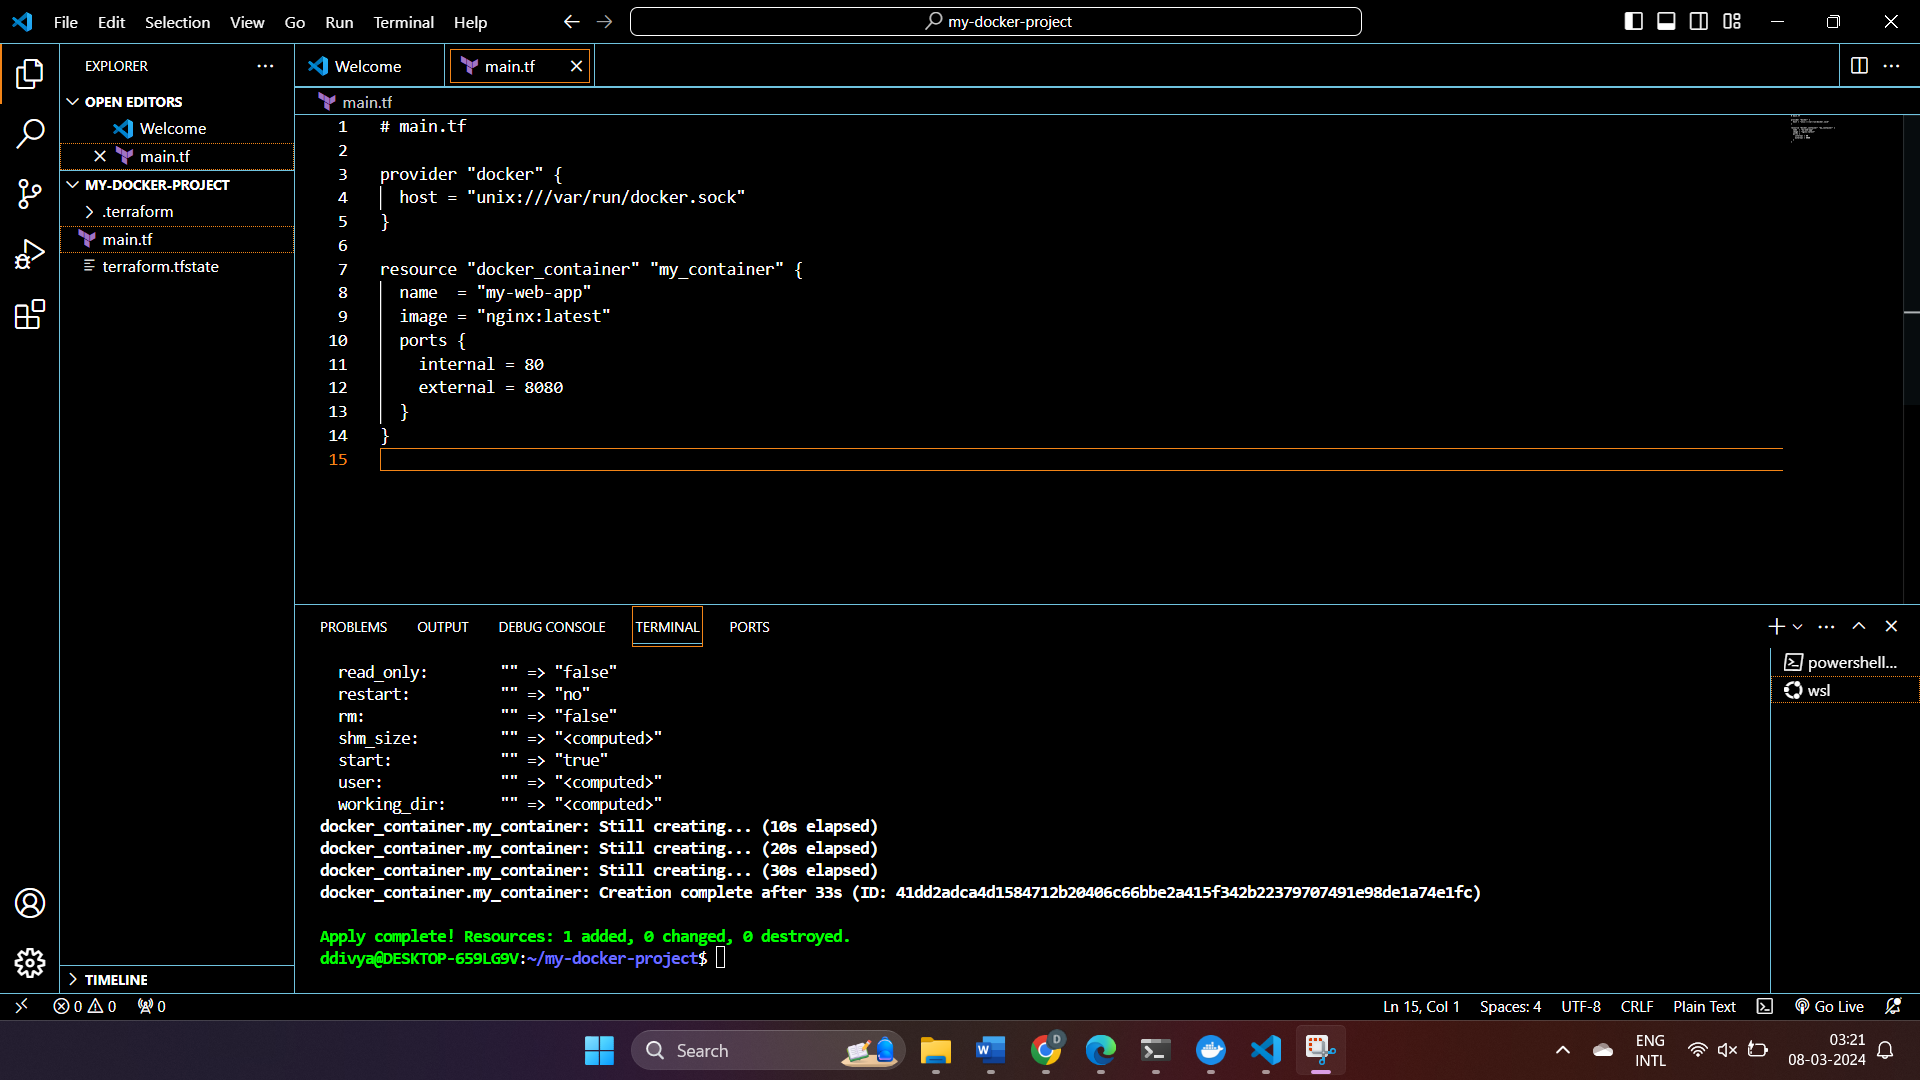 File Edit Selection View Go Run Terminal Help
my-docker-project
EXPLORER
OPEN EDITORS
Welcome
main.tf
MY-DOCKER-PROJECT
.terraform
main.tf
terraform.tfstate
TIMELINE
Welcome
main.tf
main.tf
1 # main.tf
2
3 provider "docker" {
4 host = "unix:///var/run/docker.sock"
5 }
6
7 resource "docker_container" "my_container" {
8 name  = "my-web-app"
9 image = "nginx:latest"
10 ports {
11 internal = 80
12 external = 8080
13 }
14 }
15
PROBLEMS OUTPUT DEBUG CONSOLE TERMINAL PORTS
powershell...
wsl
read_only: "" => "false"
restart: "" => "no"
rm: "" => "false"
shm_size: "" => "<computed>"
start: "" => "true"
user: "" => "<computed>"
working_dir: "" => "<computed>"
docker_container.my_container: Still creating... (10s elapsed)
docker_container.my_container: Still creating... (20s elapsed)
docker_container.my_container: Still creating... (30s elapsed)
docker_container.my_container: Creation complete after 33s (ID: 41dd2adca4d1584712b20406c66bbe2a415f342b22379707491e98de1a74e1fc)
Apply complete! Resources: 1 added, 0 changed, 0 destroyed.
ddivya@DESKTOP-659LG9V:~/my-docker-project$
0 0 0
Ln 15, Col 1 Spaces: 4 UTF-8 CRLF Plain Text Go Live
Search
D
ENG
INTL
03:21
08-03-2024